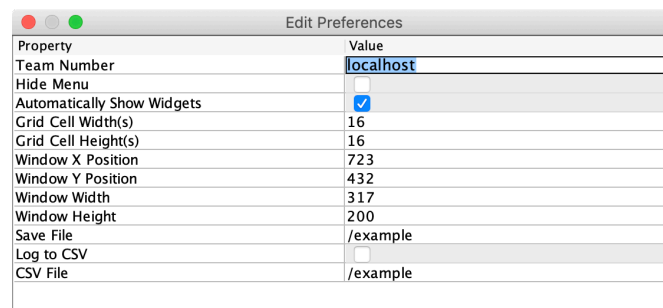 Edit Preferences
Property Value
Team Number localhost
Hide Menu
Automatically Show Widgets
Grid Cell Width(s) 16
Grid Cell Height(s) 16
Window X Position 723
Window Y Position 432
Window Width 317
Window Height 200
Save File /example
Log to CSV
CSV File /example